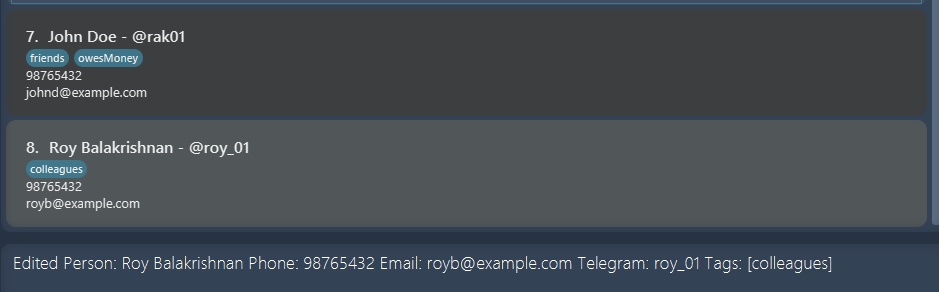 7. John Doe - @rak01
friends owesMoney
98765432
johnd@example.com
8. Roy Balakrishnan - @roy_01
colleagues
98765432
royb@example.com
Edited Person: Roy Balakrishnan Phone: 98765432 Email: royb@example.com Telegram: roy_01 Tags: [colleagues]